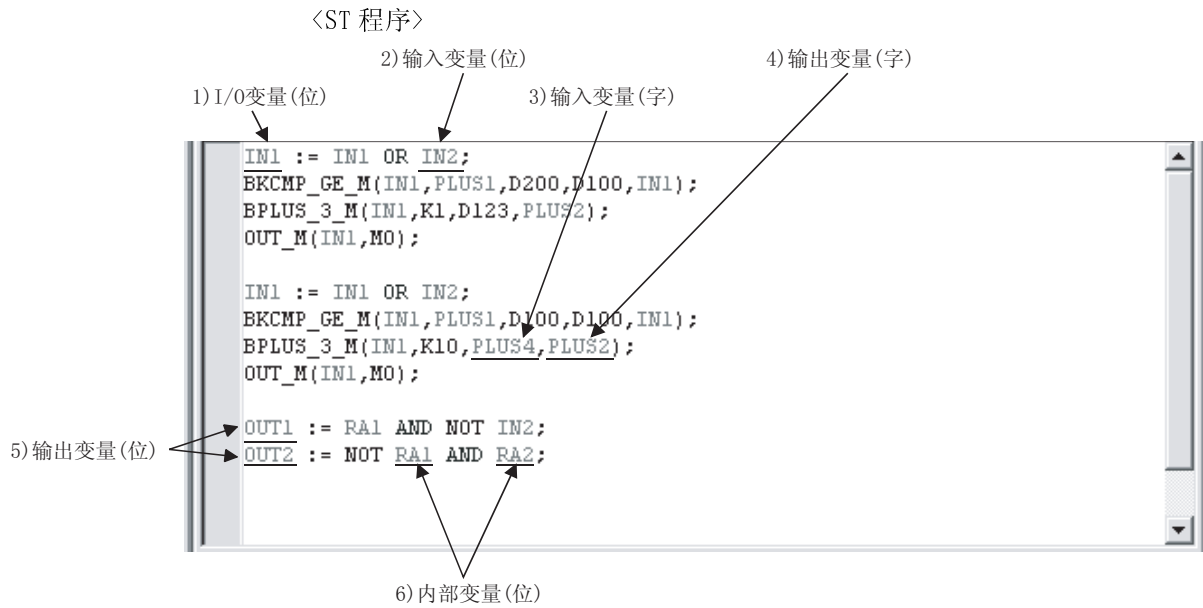 〈ST 程序〉
2)输入变量(位)
4)输出变量(字)
1)I/O变量(位)
3)输入变量(字)
IN1 := IN1 OR IN2;
BKCMP_GE_M(IN1,PLUS1,D200,D100,IN1);
BPLUS_3_M(IN1,K1,D123,PLUS2);
OUT_M(IN1,M0);
IN1 := IN1 OR IN2;
BKCMP_GE_M(IN1,PLUS1,D100,D100,IN1);
BPLUS_3_M(IN1,K10,PLUS4,PLUS2);
OUT_M(IN1,M0);
OUT1 := RA1 AND NOT IN2;
5)输出变量(位)
OUT2 := NOT RA1 AND RA2;
6)内部变量(位)